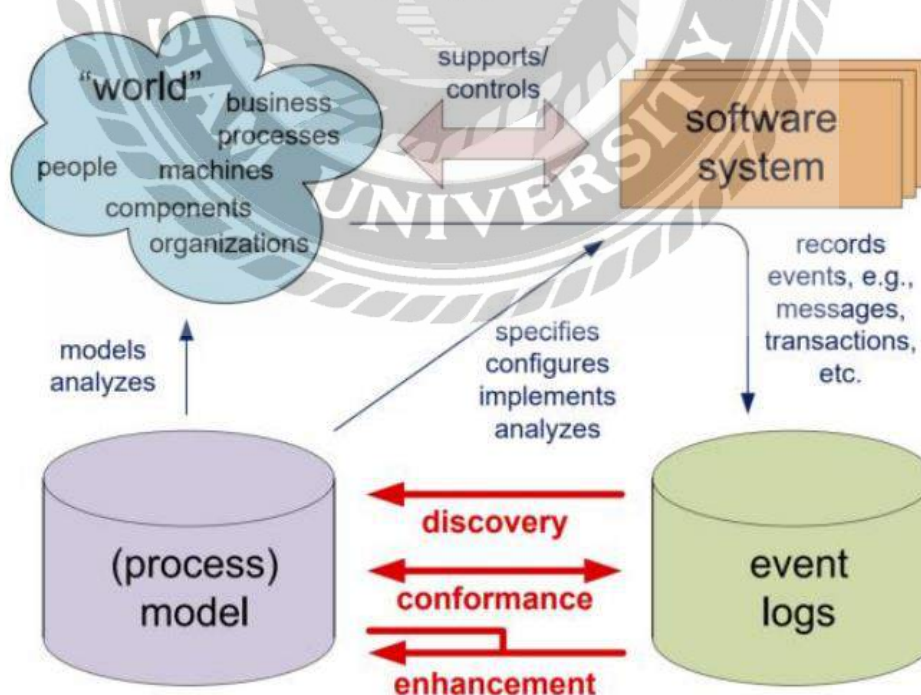 "world"
business
processes
people
machines
components
organizations
supports/
controls
software
system
records
events, e.g.,
messages,
transactions,
etc.
models
analyzes
specifies
configures
implements
analyzes
(process)
model
discovery
conformance
enhancement
event
logs
UNIVERSITY